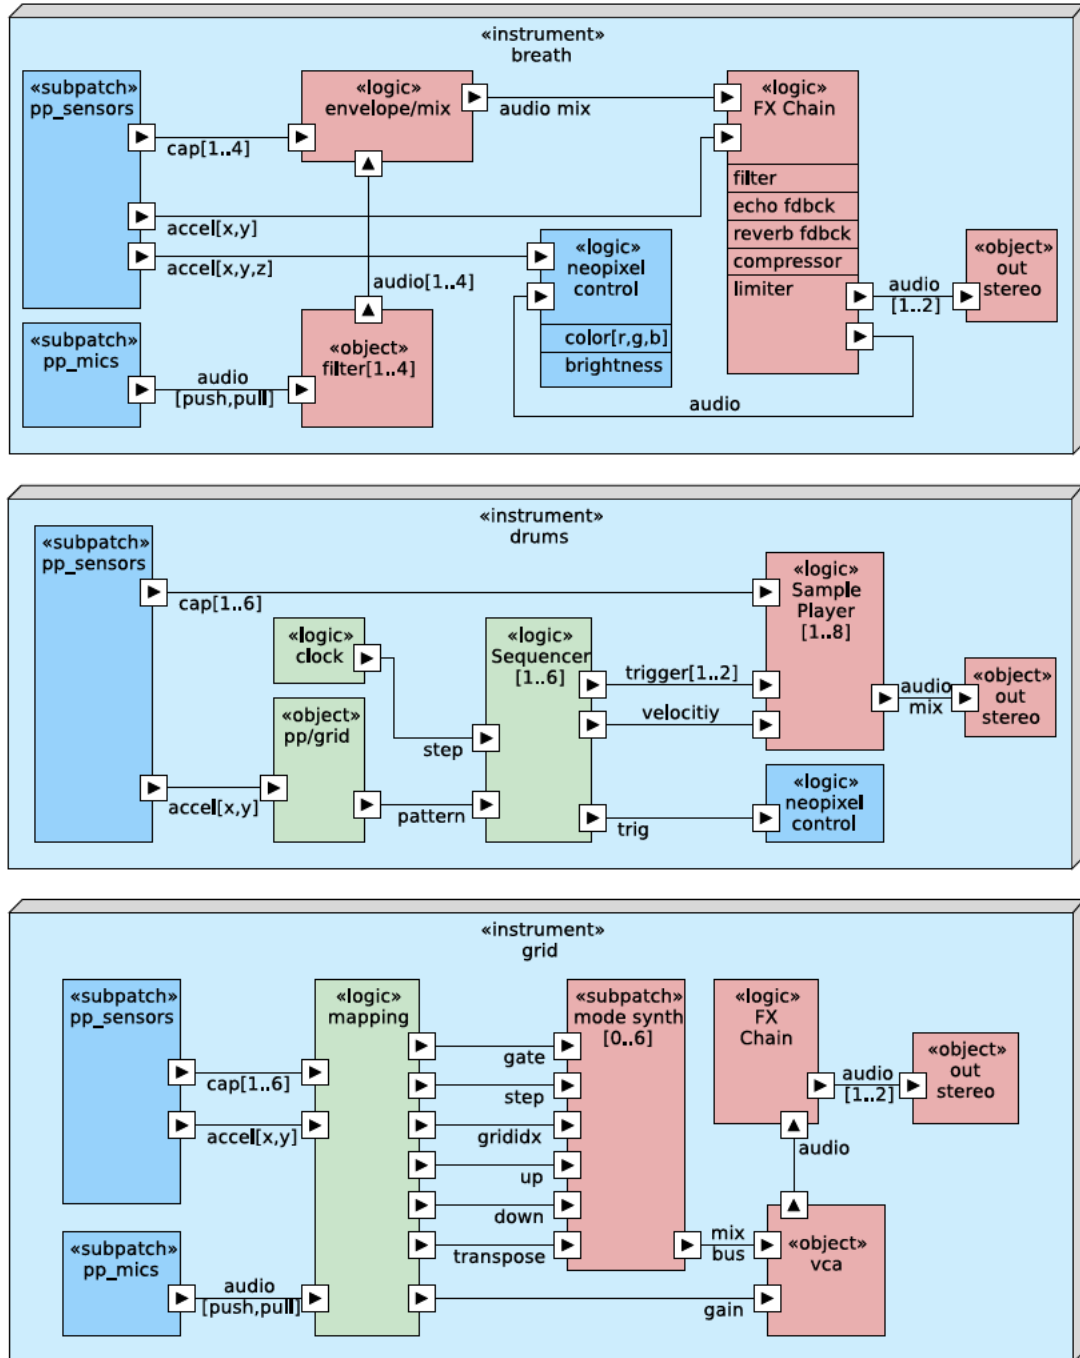 «instrument»
breath
«subpatch»
pp_sensors
cap[1..4]
accel[x,y]
accel[x,y,z]
«logic»
envelope/mix
audio mix
«logic»
FX Chain
filter
echo fdbck
reverb fdbck
compressor
limiter
«logic»
neopixel
control
color[r,g,b]
brightness
audio[1..4]
«subpatch»
pp_mics
audio
[push,pull]
«object»
filter[1..4]
audio
[1..2]
«object»
out
stereo
audio
«instrument»
drums
«subpatch»
pp_sensors
cap[1..6]
accel[x,y]
«logic»
clock
«object»
pp/grid
step
pattern
«logic»
Sequencer
[1..6]
trigger[1..2]
velocitiy
trig
«logic»
Sample
Player
[1..8]
audio
mix
«object»
out
stereo
«logic»
neopixel
control
«instrument»
grid
«subpatch»
pp_sensors
cap[1..6]
accel[x,y]
«subpatch»
pp_mics
audio
[push,pull]
«logic»
mapping
gate
step
grididx
up
down
transpose
gain
«subpatch»
mode synth
[0..6]
mix
bus
«logic»
FX
Chain
audio
[1..2]
«object»
out
stereo
audio
«object»
vca